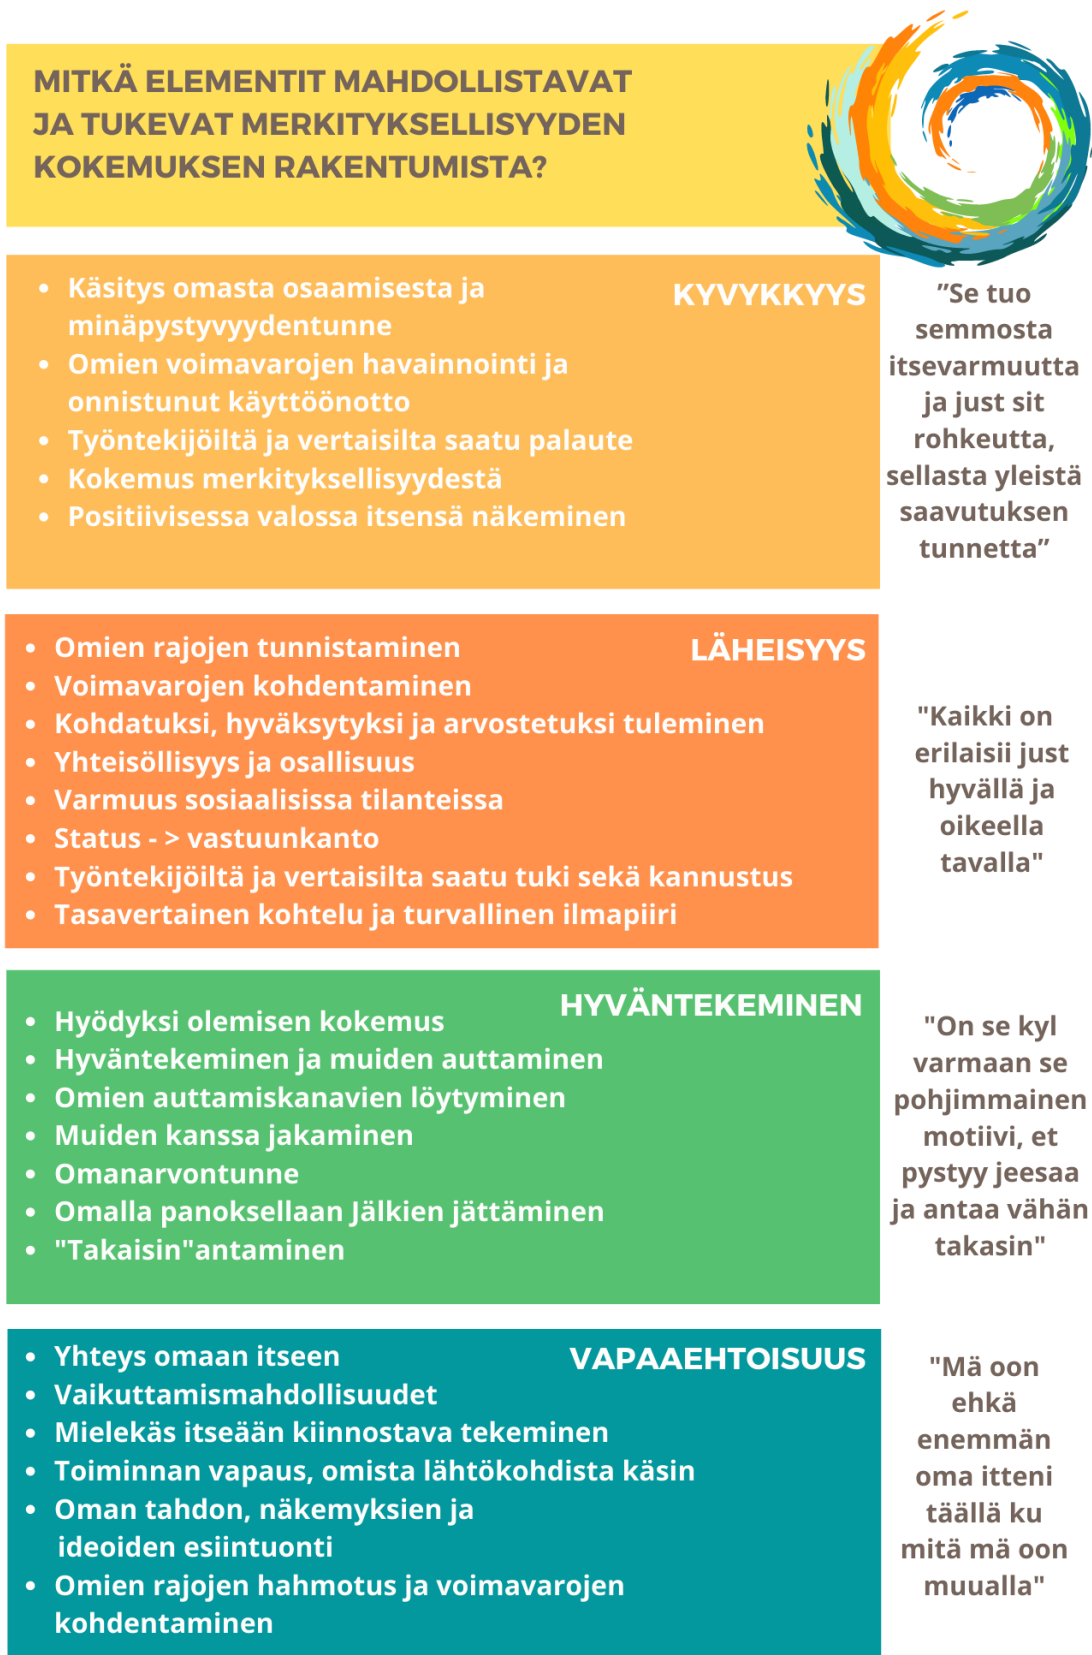 MITKÄ ELEMENTIT MAHDOLLISTAVAT
JA TUKEVAT MERKITYKSELLISYYDEN
KOKEMUKSEN RAKENTUMISTA?
KYVYKKYYS
• Käsitys omasta osaamisesta ja
minäpystyvyydentunne
• Omien voimavarojen havainnointi ja
onnistunut käyttöönotto
• Työntekijöiltä ja vertaisilta saatu palaute
• Kokemus merkityksellisyydestä
• Positiivisessa valossa itsensä näkeminen
”Se tuo
semmosta
itsevarmuutta
ja just sit
rohkeutta,
sellasta yleistä
saavutuksen
tunnetta”
LÄHEISYYS
• Omien rajojen tunnistaminen
• Voimavarojen kohdentaminen
• Kohdatuksi, hyväksytyksi ja arvostetuksi tuleminen
• Yhteisöllisyys ja osallisuus
• Varmuus sosiaalisissa tilanteissa
• Status - > vastuunkanto
• Työntekijöiltä ja vertaisilta saatu tuki sekä kannustus
• Tasavertainen kohtelu ja turvallinen ilmapiiri
"Kaikki on
erilaisii just
hyvällä ja
oikeella
tavalla"
HYVÄNTEKEMINEN
• Hyödyksi olemisen kokemus
• Hyväntekeminen ja muiden auttaminen
• Omien auttamiskanavien löytyminen
• Muiden kanssa jakaminen
• Omanarvontunne
• Omalla panoksellaan Jälkien jättäminen
• "Takaisin"antaminen
"On se kyl
varmaan se
pohjimmainen
motiivi, et
pystyy jeesaa
ja antaa vähän
takasin"
VAPAAEHTOISUUS
• Yhteys omaan itseen
• Vaikuttamismahdollisuudet
• Mielekäs itseään kiinnostava tekeminen
• Toiminnan vapaus, omista lähtökohdista käsin
• Oman tahdon, näkemyksien ja
ideoiden esiintuonti
• Omien rajojen hahmotus ja voimavarojen
kohdentaminen
"Mä oon
ehkä
enemmän
oma itteni
täällä ku
mitä mä oon
muualla"